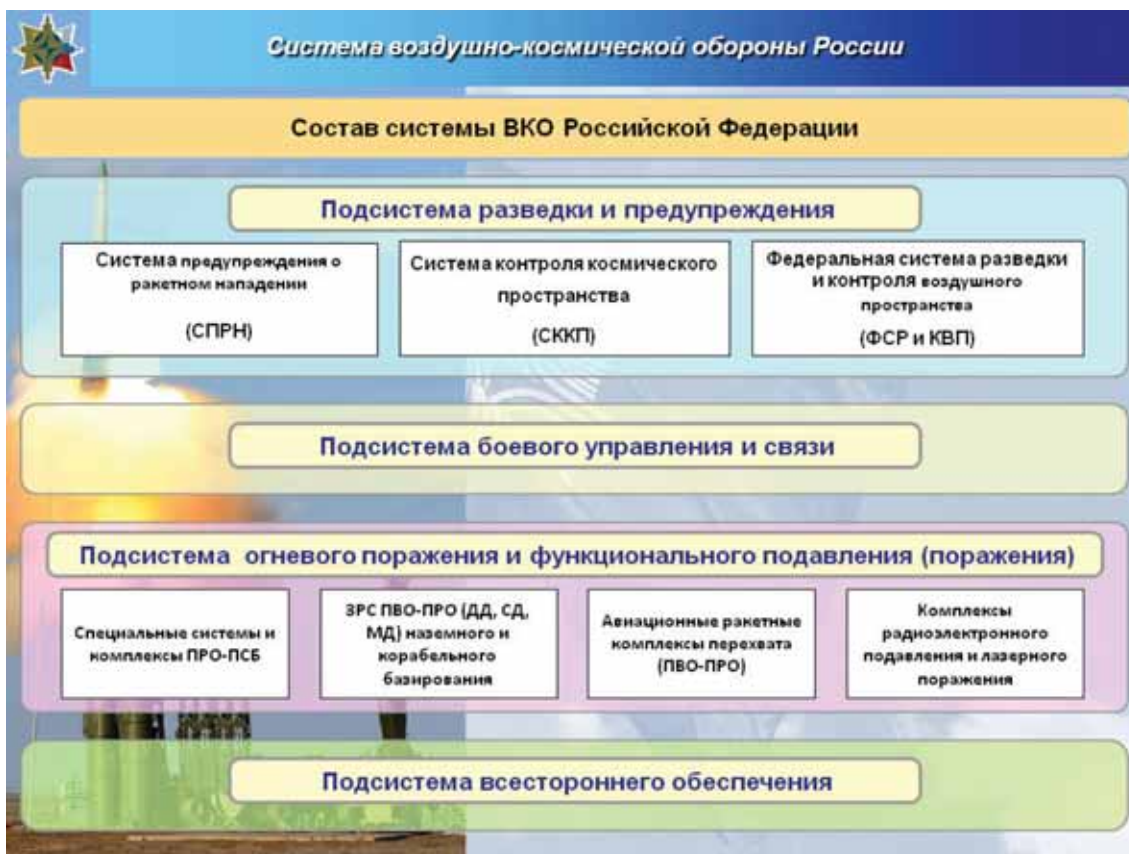 Система воздушно-космической обороны России
Состав системы ВКО Российской Федерации
Подсистема разведки и предупреждения
Система предупреждения о
ракетном нападении
(СПРН)
Система контроля космического
пространства
(СККП)
Федеральная система разведки
и контроля воздушного
пространства
(ФСР и КВП)
Подсистема боевого управления и связи
Подсистема огневого поражения и функционального подавления (поражения)
Специальные системы и
комплексы ПРО-ПСБ
ЗРС ПВО-ПРО (ДД, СД,
МД) наземного и
корабельного
базирования
Авиационные ракетные
комплексы перехвата
(ПВО-ПРО)
Комплексы
радиоэлектронного
подавления и лазерного
поражения
Подсистема всестороннего обеспечения